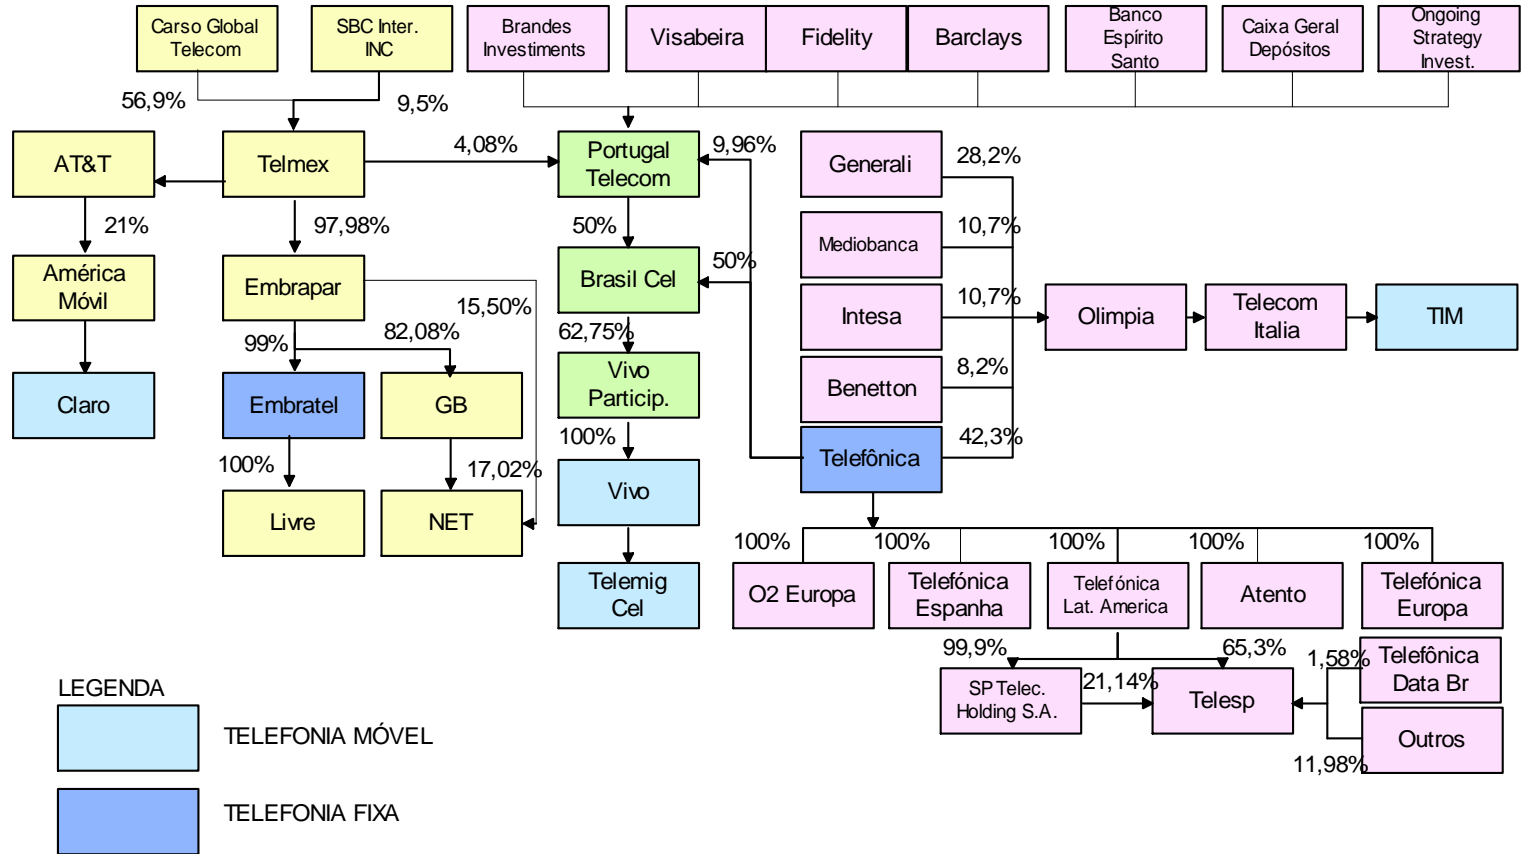 Carso Global
Telecom
SBC Inter.
INC
Brandes
Investiments
Visabeira
Fidelity
Barclays
Banco
Espírito
Santo
Caixa Geral
Depósitos
Ongoing
Strategy
Invest.
56,9%
9,5%
AT&T
Telmex
4,08%
Portugal
Telecom
9,96%
Generali
28,2%
21%
97,98%
50%
Mediobanca
10,7%
América
Móvil
Embrapar
15,50%
Brasil Cel
50%
Intesa
10,7%
Olimpia
Telecom
Italia
TIM
99%
82,08%
62,75%
Claro
Embratel
GB
Vivo
Particip.
Benetton
8,2%
100%
17,02%
100%
Telefônica
42,3%
Livre
NET
Vivo
100%
100%
100%
100%
100%
Telemig
Cel
O2 Europa
Telefónica
Espanha
Telefónica
Lat. America
Atento
Telefónica
Europa
99,9%
65,3%
1,58%
Telefônica
Data Br
SP Telec.
Holding S.A.
21,14%
Telesp
Outros
11,98%
LEGENDA
TELEFONIA MÓVEL
TELEFONIA FIXA